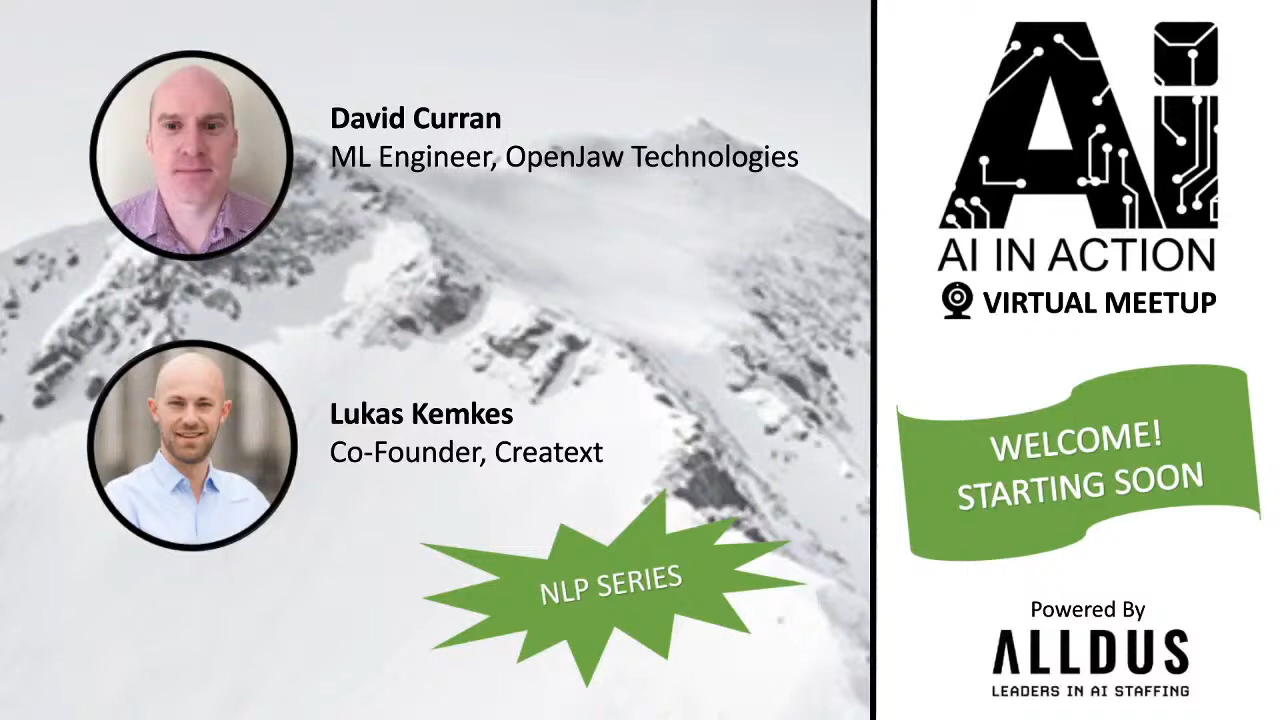 David Curran
ML Engineer, OpenJaw Technologies
Lukas Kemkes
Co-Founder, Creatext
NLP SERIES
Ai
AI IN ACTION
VIRTUAL MEETUP
WELCOME!
STARTING SOON
Powered By
ALLDUS
LEADERS IN AI STAFFING